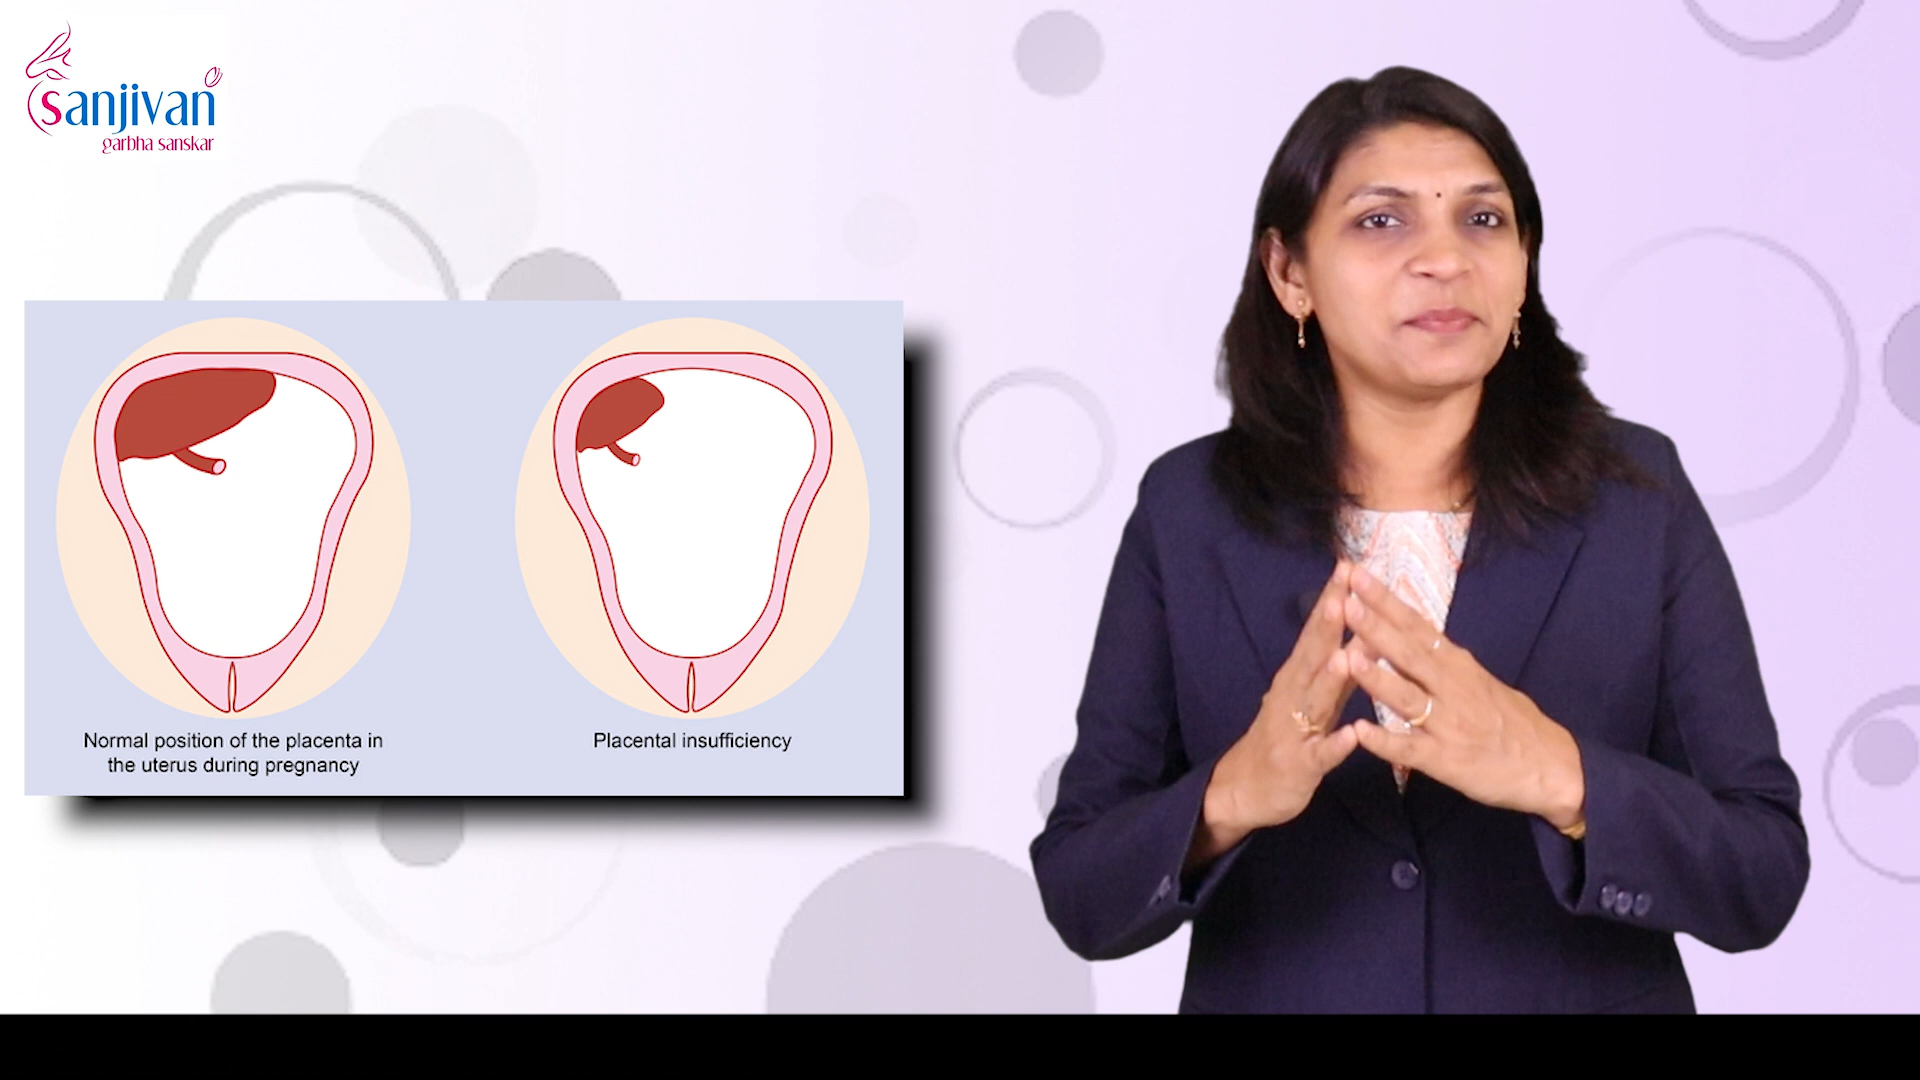 sanjivan
garbha sanskar
Normal position of the placenta in
the uterus during pregnancy
Placental insufficiency